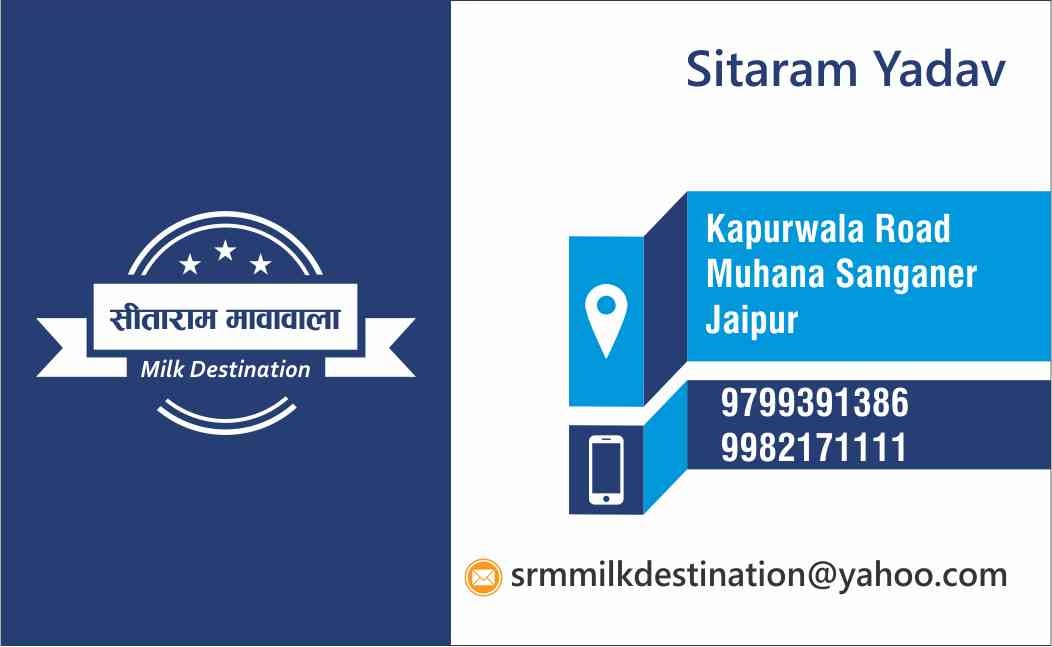 सीताराम मावावाला
Milk Destination
Sitaram Yadav
Kapurwala Road
Muhana Sanganer
Jaipur
9799391386
9982171111
srmmilkdestination@yahoo.com